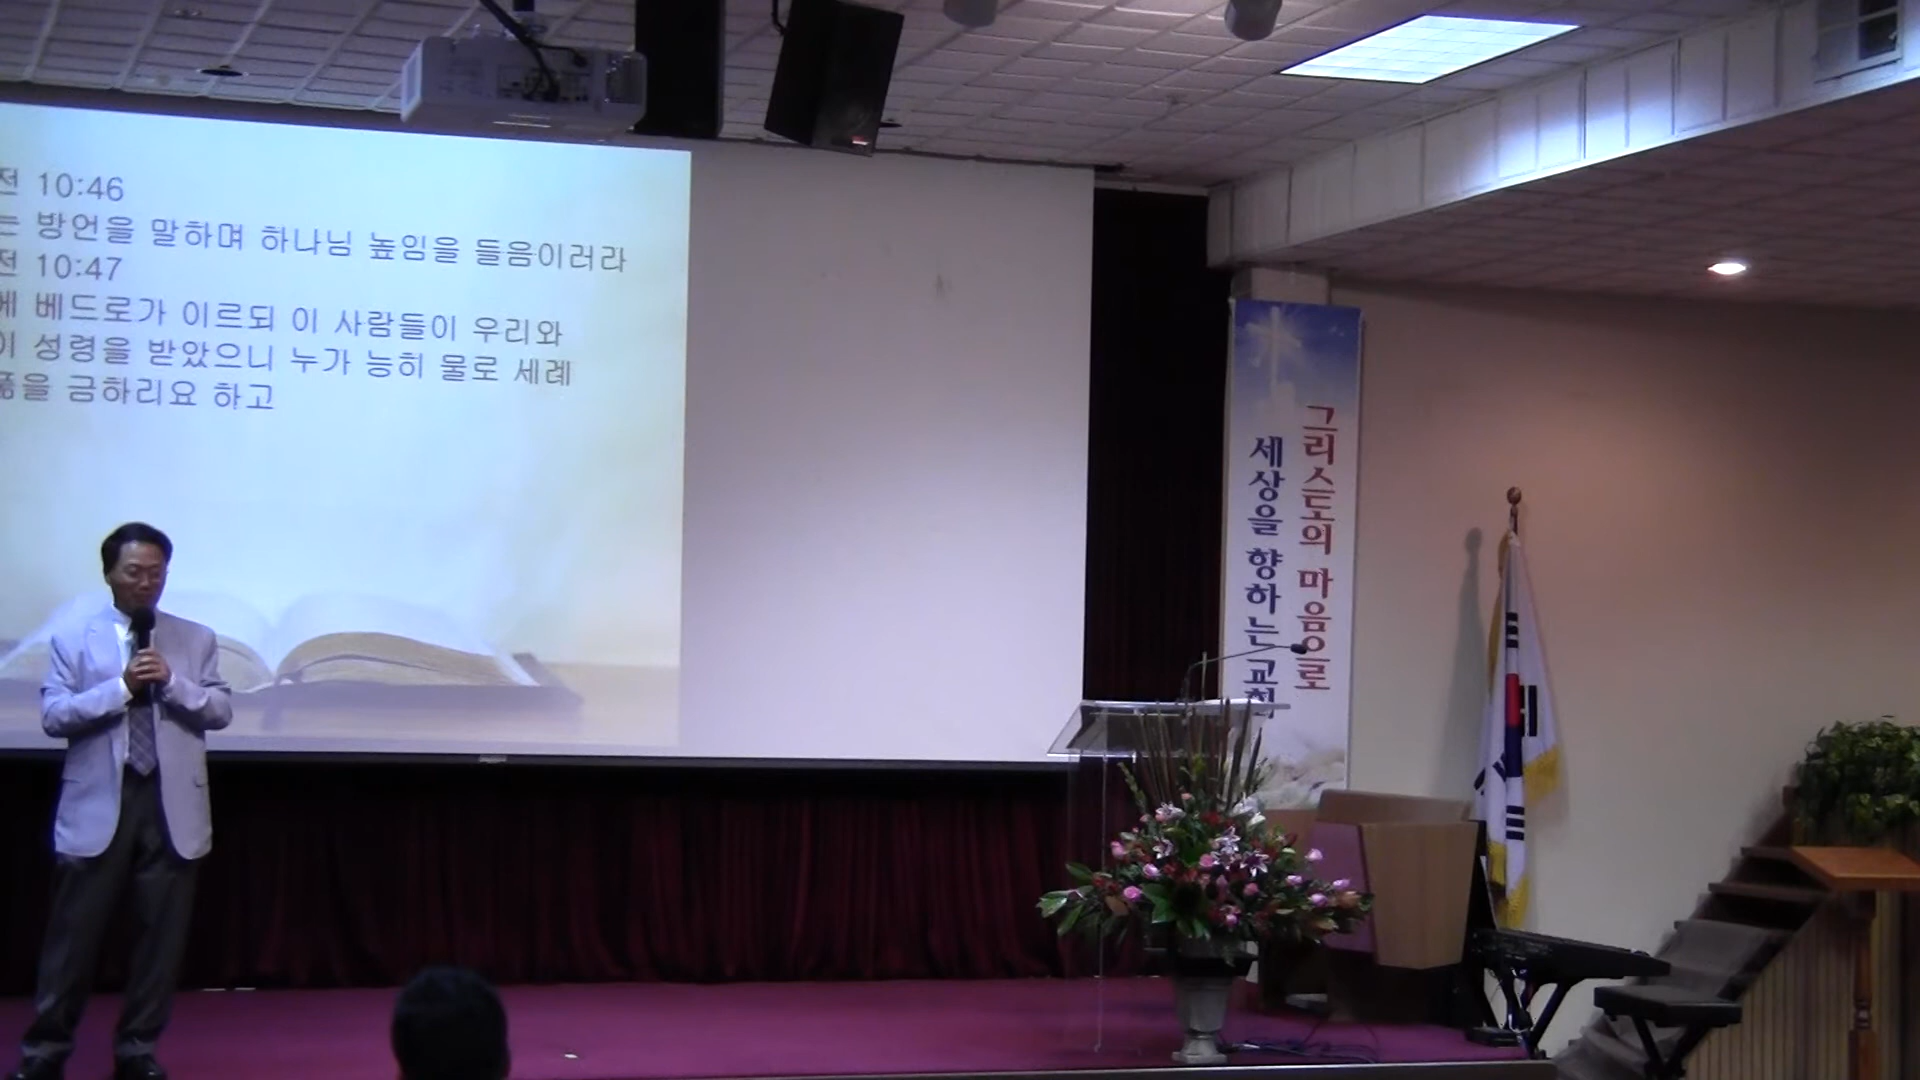 전 10:46
는 방언을 말하며 하나님 높임을 들음이러라
전 10:47
에 베드로가 이르되 이 사람들이 우리와
이 성령을 받았으니 누가 능히 물로 세례
풂을 금하리요 하고
그리스도의 마음으로
세상을 향하는 교회